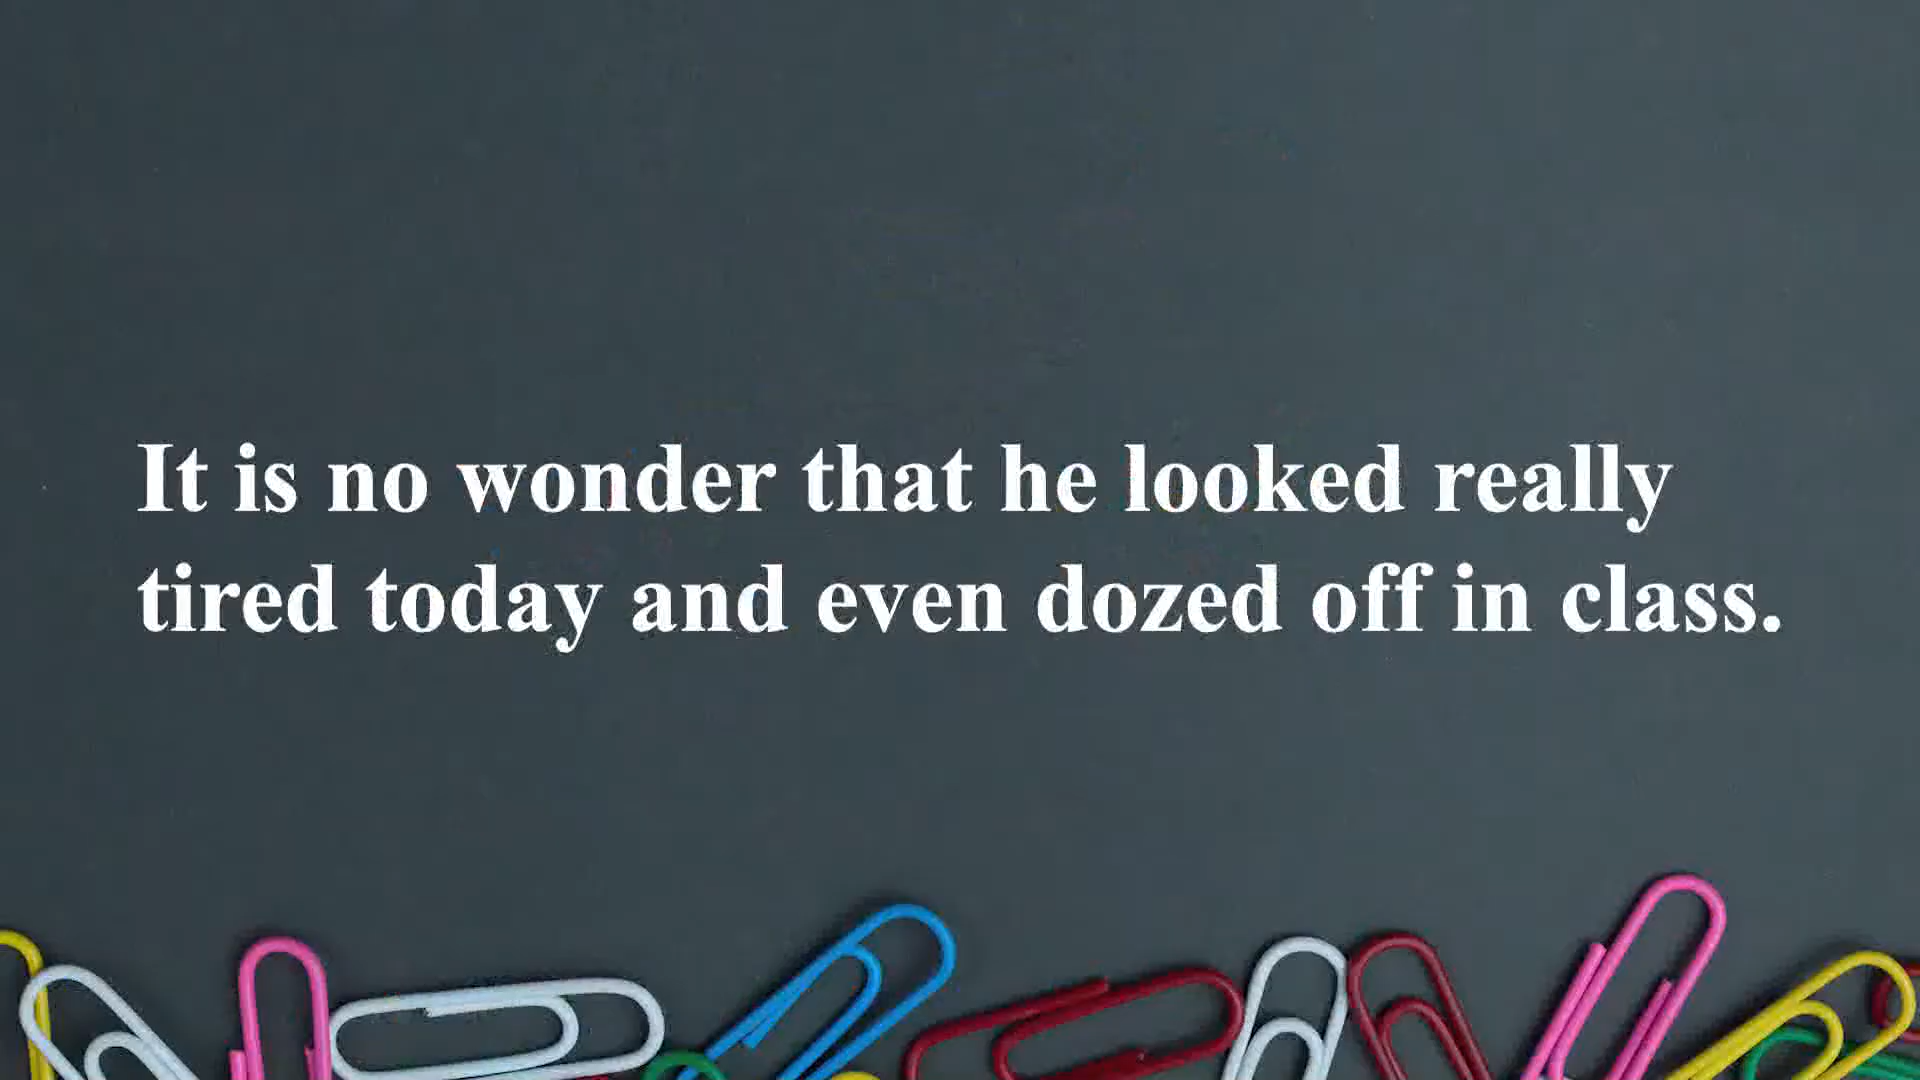 It is no wonder that he looked really
tired today and even dozed off in class.